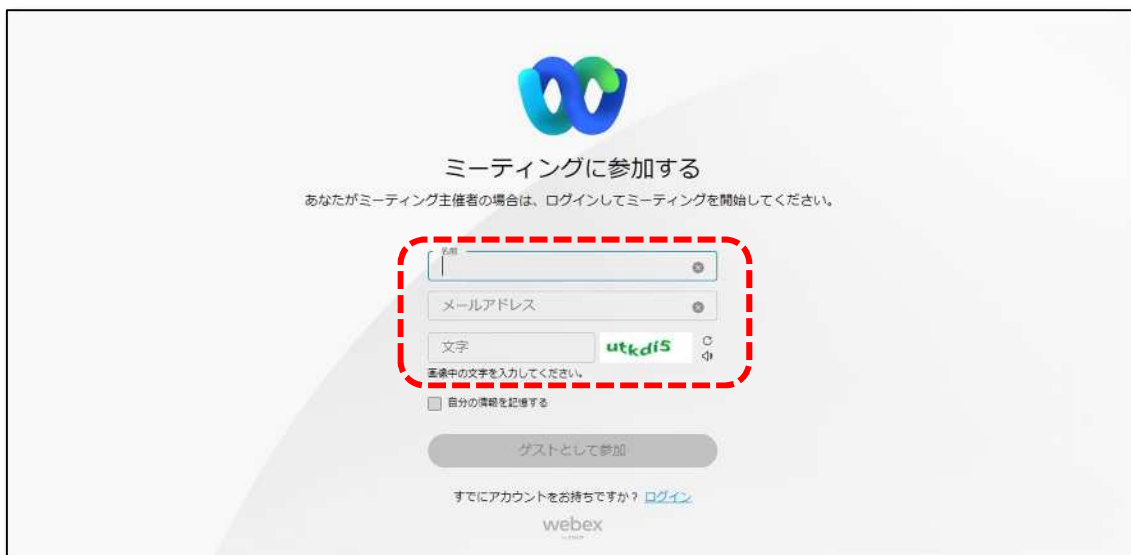 ミーティングに参加する
あなたがミーティング主催者の場合は、ログインしてミーティングを開始してください。
名前
メールアドレス
文字 utkdi5
画像中の文字を入力してください。
自分の情報を記憶する
ゲストとして参加
すでにアカウントをお持ちですか？ ログイン
webex